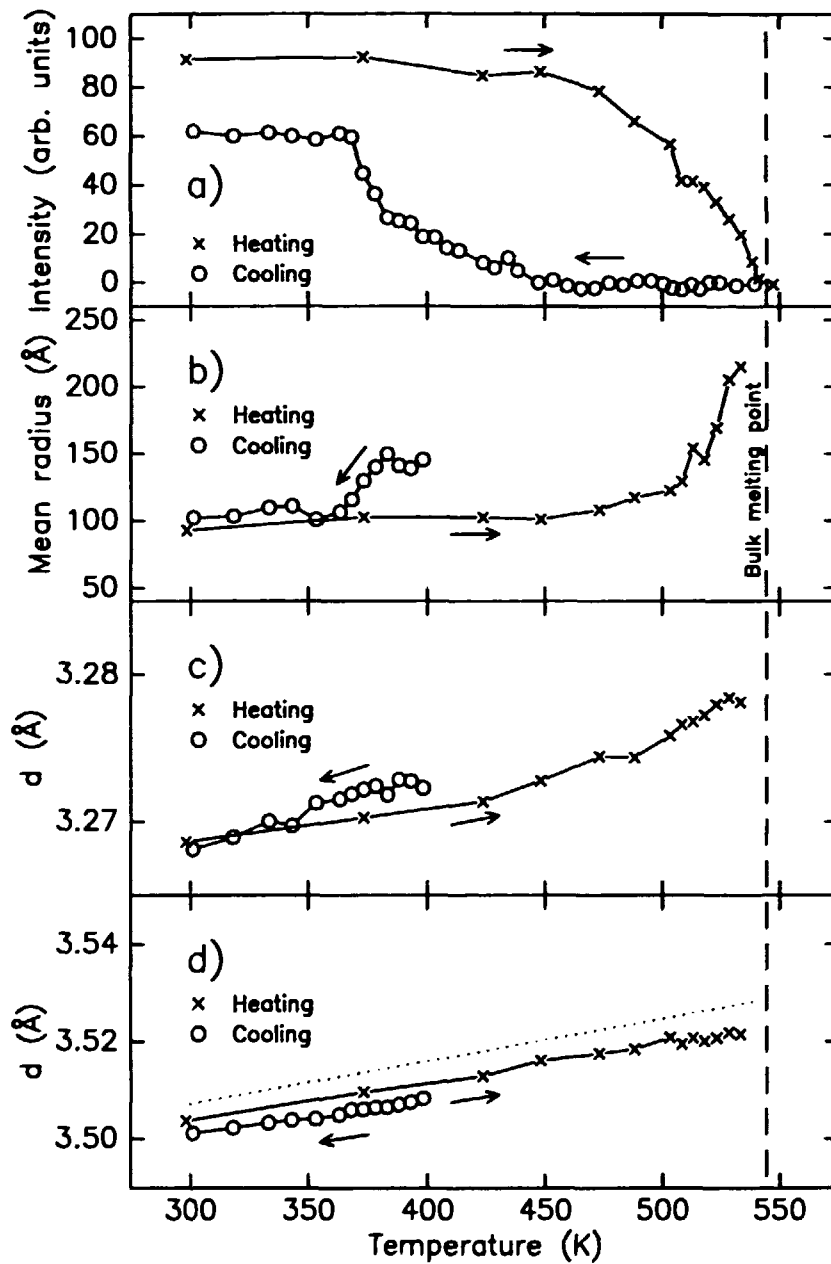 Intensity (arb. units)
100
80
60
40
20
0
a)
× Heating
O Cooling
Mean radius (Å)
250
200
150
100
50
b)
× Heating
O Cooling
Bulk melting point
d (Å)
3.28
3.27
c)
× Heating
O Cooling
d (Å)
3.54
3.52
3.50
d)
× Heating
O Cooling
300 350 400 450 500 550
Temperature (K)